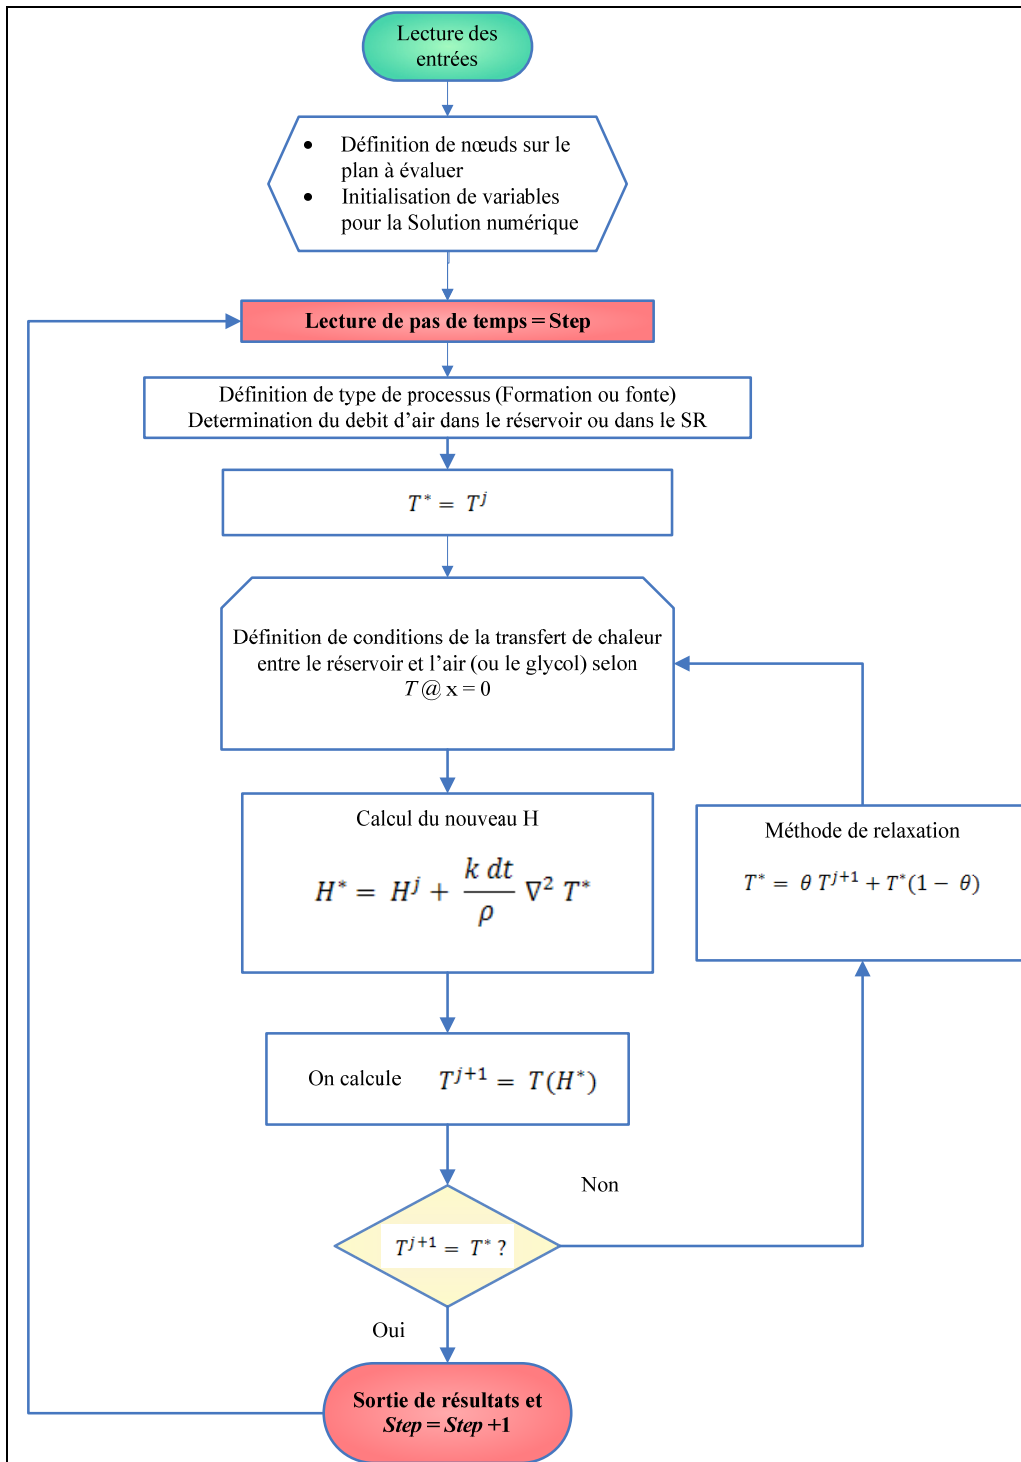 Lecture des
entrées
• Définition de nœuds sur le
plan à évaluer
• Initialisation de variables
pour la Solution numérique
Lecture de pas de temps = Step
Définition de type de processus (Formation ou fonte)
Determination du debit d'air dans le réservoir ou dans le SR
T* = T^j
Définition de conditions de la transfert de chaleur
entre le réservoir et l'air (ou le glycol) selon
T @ x = 0
Calcul du nouveau H
H* = H^j + (k dt)/ρ ∇² T*
Méthode de relaxation
T* = θ T^{j+1} + T*(1 − θ)
On calcule T^{j+1} = T(H*)
Non
T^{j+1} = T* ?
Oui
Sortie de résultats et
Step = Step +1